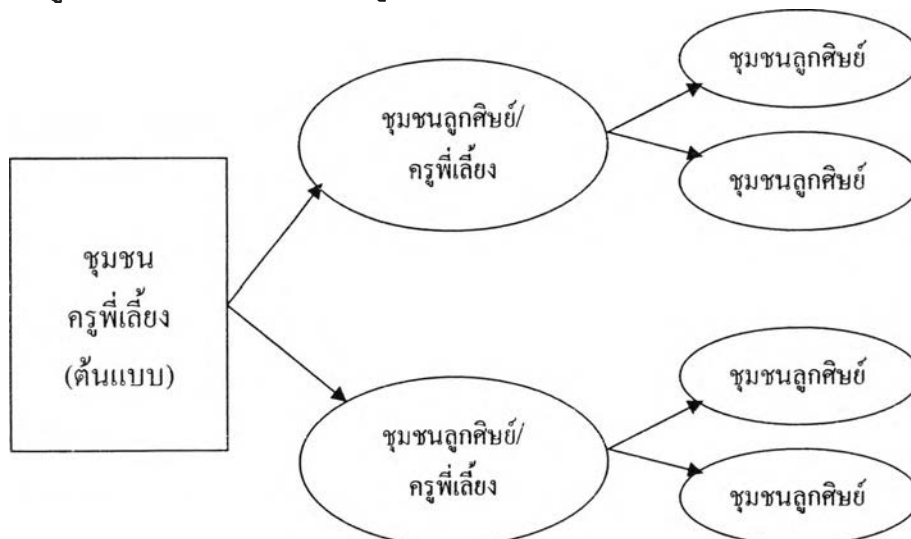 ชุมชน
ครูพี่เลี้ยง
(ต้นแบบ)
ชุมชนลูกศิษย์/
ครูพี่เลี้ยง
ชุมชนลูกศิษย์
ชุมชนลูกศิษย์
ชุมชนลูกศิษย์/
ครูพี่เลี้ยง
ชุมชนลูกศิษย์
ชุมชนลูกศิษย์